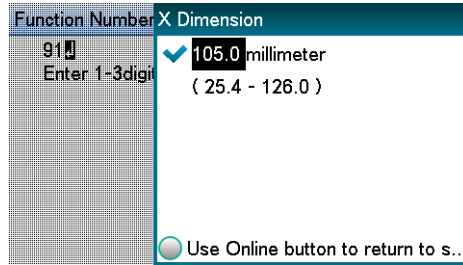 Function Number
91
Enter 1-3digit
X Dimension
105.0 millimeter
( 25.4 - 126.0 )
Use Online button to return to s..